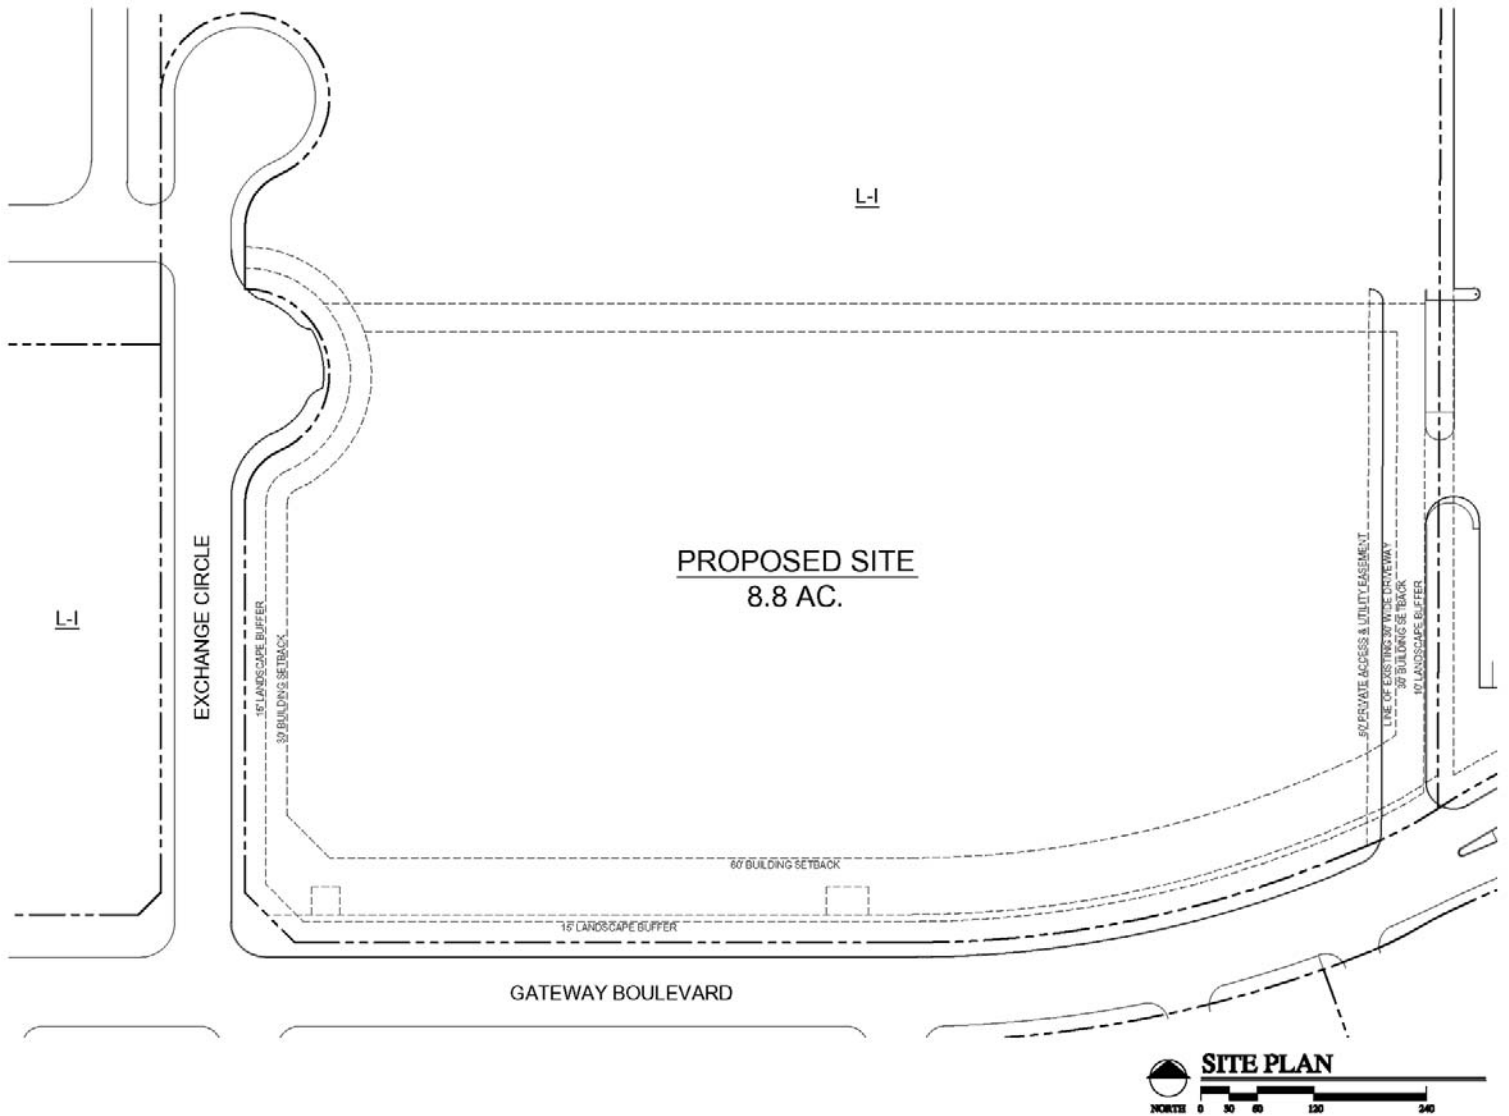 L-I
PROPOSED SITE
8.8 AC.
L-I
EXCHANGE CIRCLE
15' LANDSCAPE BUFFER
30' BUILDING SETBACK
60' PRIVATE ACCESS & UTILITY EASEMENT
LINE OF EXISTING 30' WIDE DRIVEWAY
30' BUILDING SETBACK
10' LANDSCAPE BUFFER
60' BUILDING SETBACK
15' LANDSCAPE BUFFER
GATEWAY BOULEVARD
SITE PLAN
NORTH 0 30 60 120 240